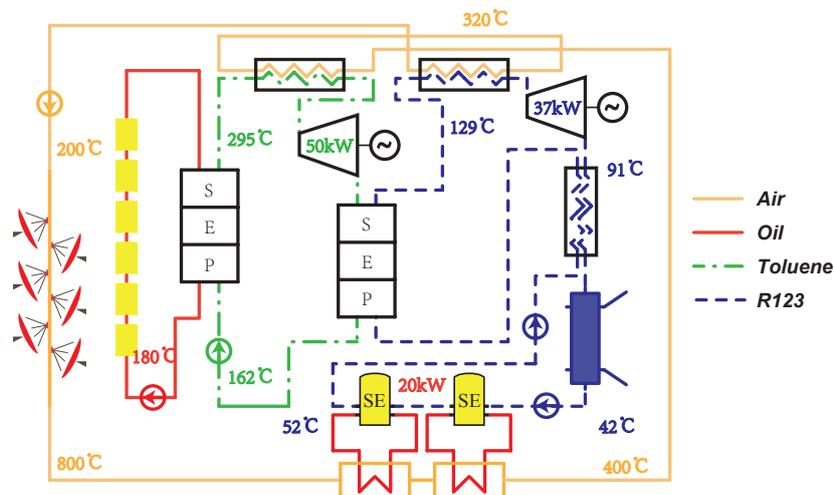 320℃
37kW
200℃
295℃
50kW
129℃
91℃
S
E
P
S
E
P
Air
Oil
Toluene
R123
180℃
162℃
20kW
52℃
SE
SE
42℃
800℃
400℃